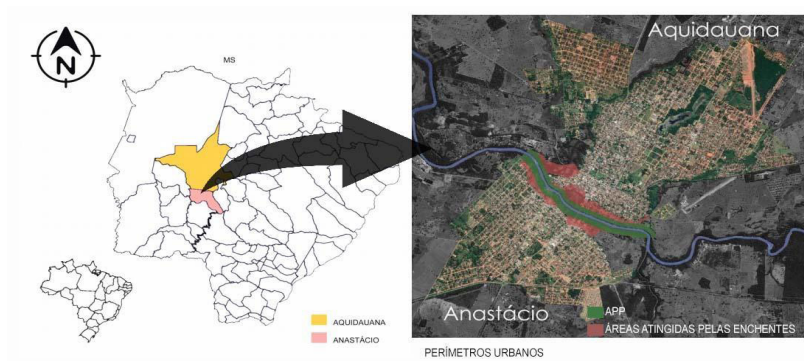 N
MS
AQUIDAUANA
ANASTÁCIO
Aquidauana
Anastácio
APP
ÁREAS ATINGIDAS PELAS ENCHENTES
PERÍMETROS URBANOS